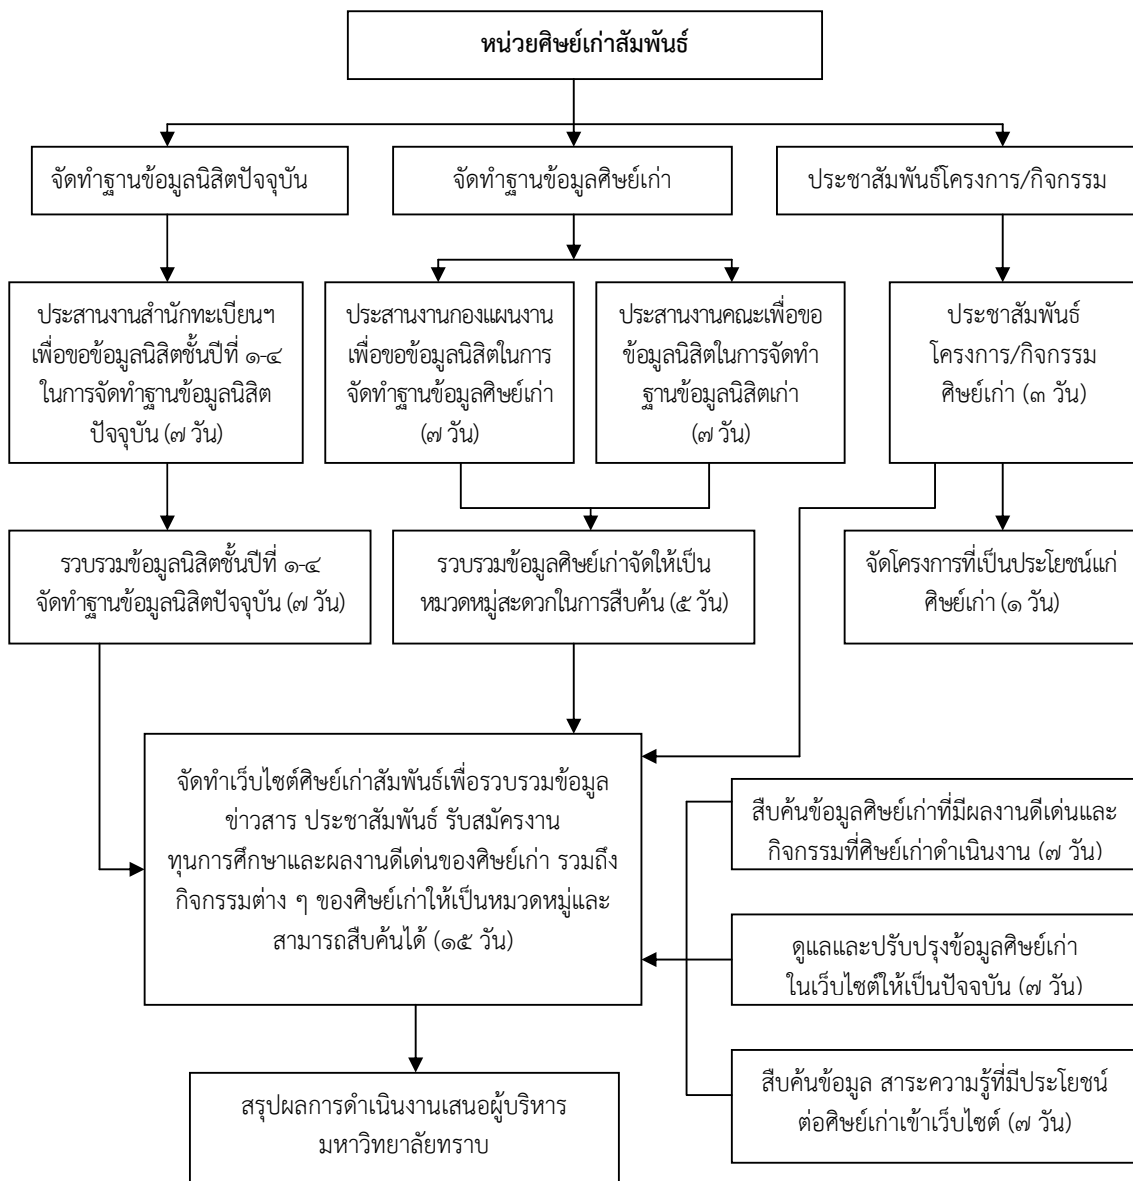 หน่วยศิษย์เก่าสัมพันธ์
จัดทำฐานข้อมูลนิสิตปัจจุบัน
จัดทำฐานข้อมูลศิษย์เก่า
ประชาสัมพันธ์โครงการ/กิจกรรม
ประสานงานสำนักทะเบียนฯ
เพื่อขอข้อมูลนิสิตชั้นปีที่ ๑-๔
ในการจัดทำฐานข้อมูลนิสิต
ปัจจุบัน (๗ วัน)
ประสานงานกองแผนงาน
เพื่อขอข้อมูลนิสิตในการ
จัดทำฐานข้อมูลศิษย์เก่า
(๗ วัน)
ประสานงานคณะเพื่อขอ
ข้อมูลนิสิตในการจัดทำ
ฐานข้อมูลนิสิตเก่า
(๗ วัน)
ประชาสัมพันธ์
โครงการ/กิจกรรม
ศิษย์เก่า (๓ วัน)
รวบรวมข้อมูลนิสิตชั้นปีที่ ๑-๔
จัดทำฐานข้อมูลนิสิตปัจจุบัน (๗ วัน)
รวบรวมข้อมูลศิษย์เก่าจัดให้เป็น
หมวดหมู่สะดวกในการสืบค้น (๕ วัน)
จัดโครงการที่เป็นประโยชน์แก่
ศิษย์เก่า (๑ วัน)
จัดทำเว็บไซต์ศิษย์เก่าสัมพันธ์เพื่อรวบรวมข้อมูล
ข่าวสาร ประชาสัมพันธ์ รับสมัครงาน
ทุนการศึกษาและผลงานดีเด่นของศิษย์เก่า รวมถึง
กิจกรรมต่าง ๆ ของศิษย์เก่าให้เป็นหมวดหมู่และ
สามารถสืบค้นได้ (๑๕ วัน)
สืบค้นข้อมูลศิษย์เก่าที่มีผลงานดีเด่นและ
กิจกรรมที่ศิษย์เก่าดำเนินงาน (๗ วัน)
ดูแลและปรับปรุงข้อมูลศิษย์เก่า
ในเว็บไซต์ให้เป็นปัจจบัน (๗ วัน)
สืบค้นข้อมูล สาระความรู้ที่มีประโยชน์
ต่อศิษย์เก่าเข้าเว็บไซต์ (๗ วัน)
สรุปผลการดำเนินงานเสนอผู้บริหาร
มหาวิทยาลัยทราบ